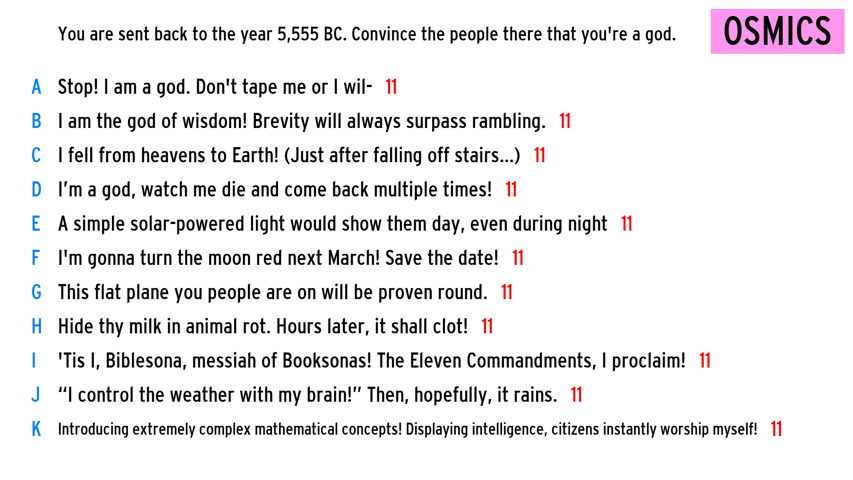 You are sent back to the year 5,555 BC. Convince the people there that you're a god.
OSMICS
A Stop! I am a god. Don't tape me or I wil- 11
B I am the god of wisdom! Brevity will always surpass rambling. 11
C I fell from heavens to Earth! (Just after falling off stairs...) 11
D I'm a god, watch me die and come back multiple times! 11
E A simple solar-powered light would show them day, even during night 11
F I'm gonna turn the moon red next March! Save the date! 11
G This flat plane you people are on will be proven round. 11
H Hide thy milk in animal rot. Hours later, it shall clot! 11
I 'Tis I, Biblesona, messiah of Booksonas! The Eleven Commandments, I proclaim! 11
J “I control the weather with my brain!” Then, hopefully, it rains. 11
K Introducing extremely complex mathematical concepts! Displaying intelligence, citizens instantly worship myself! 11